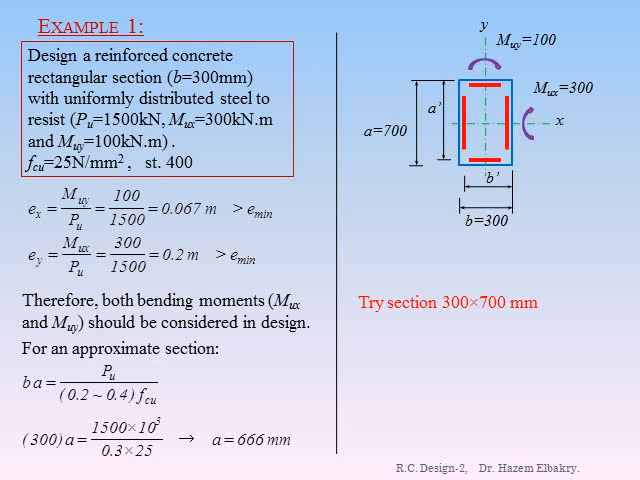 EXAMPLE 1:
Design a reinforced concrete
rectangular section (b=300mm)
with uniformly distributed steel to
resist (Pu=1500kN, Mux=300kN.m
and Muy=100kN.m) .
fcu=25N/mm² , st. 400
ex = Muy/Pu = 100/1500 = 0.067 m > emin
ey = Mux/Pu = 300/1500 = 0.2 m > emin
Therefore, both bending moments (Mux
and Muy) should be considered in design.
For an approximate section:
b a = Pu/( 0.2 ~ 0.4 ) fcu
( 300 ) a = 1500×10³/0.3×25 → a = 666 mm
y
Muy=100
Mux=300
a'
x
a=700
b'
b=300
Try section 300×700 mm
R.C. Design-2, Dr. Hazem Elbakry.